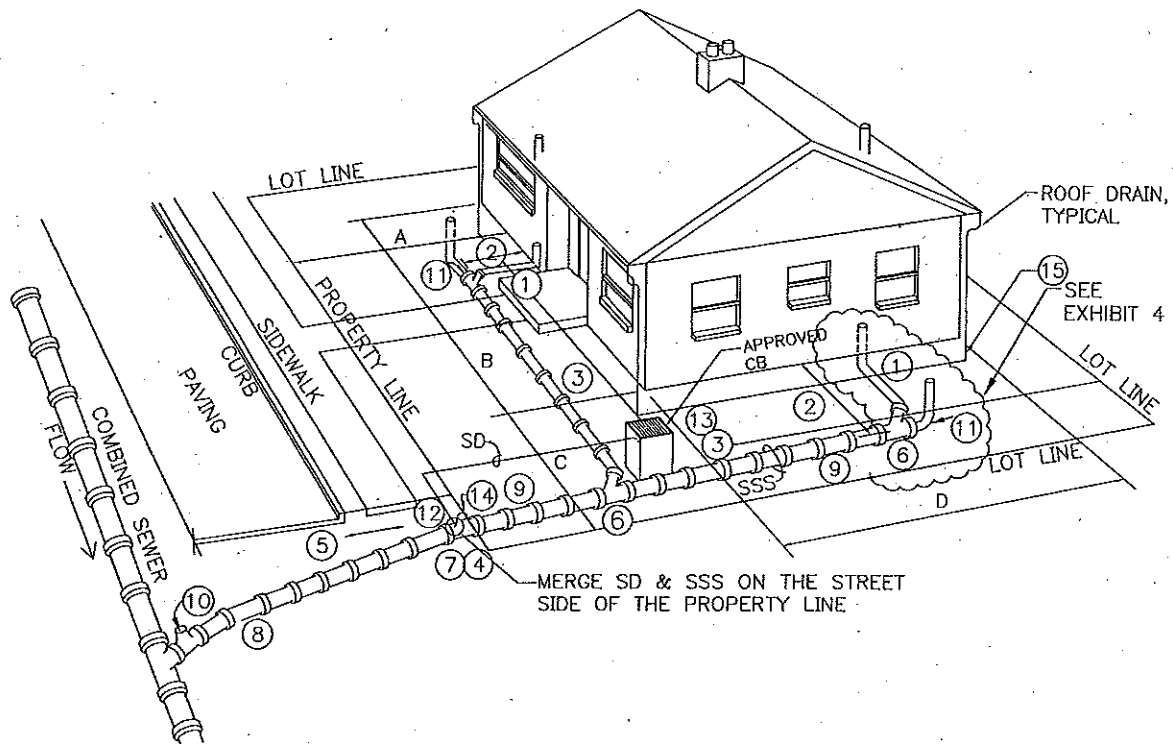 LOT LINE
ROOF DRAIN,
TYPICAL
A
2
11
1
15
SEE
EXHIBIT 4
PROPERTY LINE
SIDEWALK
CURB
PAVING
B
3
APPROVED
CB
1
LOT LINE
2
COMBINED SEWER
FLOW
SD
13
3
11
C
SSS
9
6
LOT LINE
14
9
D
12
5
6
7
4
MERGE SD & SSS ON THE STREET
SIDE OF THE PROPERTY LINE
10
8